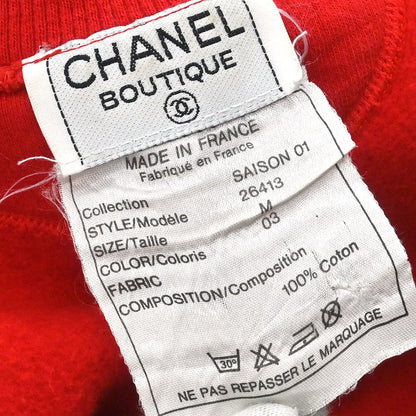 CHANEL
BOUTIQUE
MADE IN FRANCE
Fabriqué en France
Collection SAISON 01
STYLE/Modèle 26413
SIZE/Taille M
COLOR/Coloris 03
FABRIC
COMPOSITION/Composition 100% Coton
30°
NE PAS REPASSER LE MARQUAGE